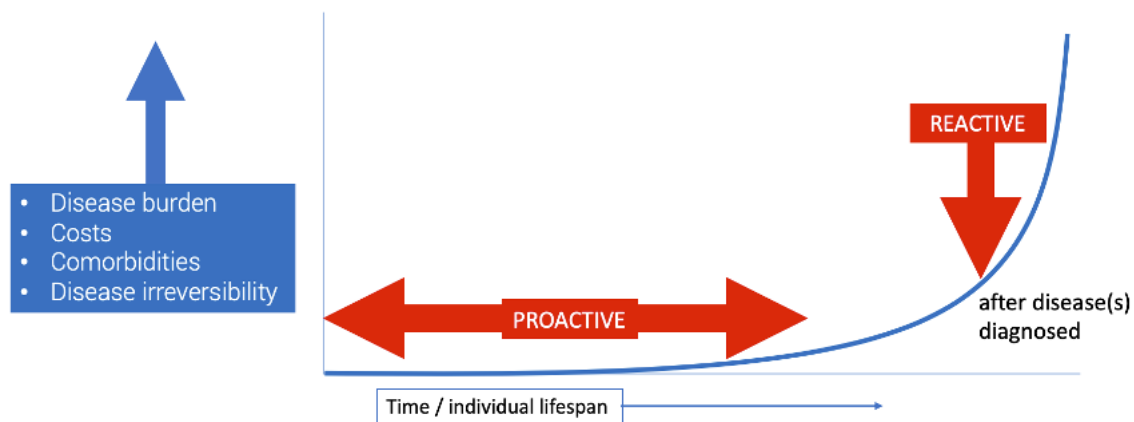 REACTIVE
• Disease burden
• Costs
• Comorbidities
• Disease irreversibility
PROACTIVE
after disease(s)
diagnosed
Time / individual lifespan